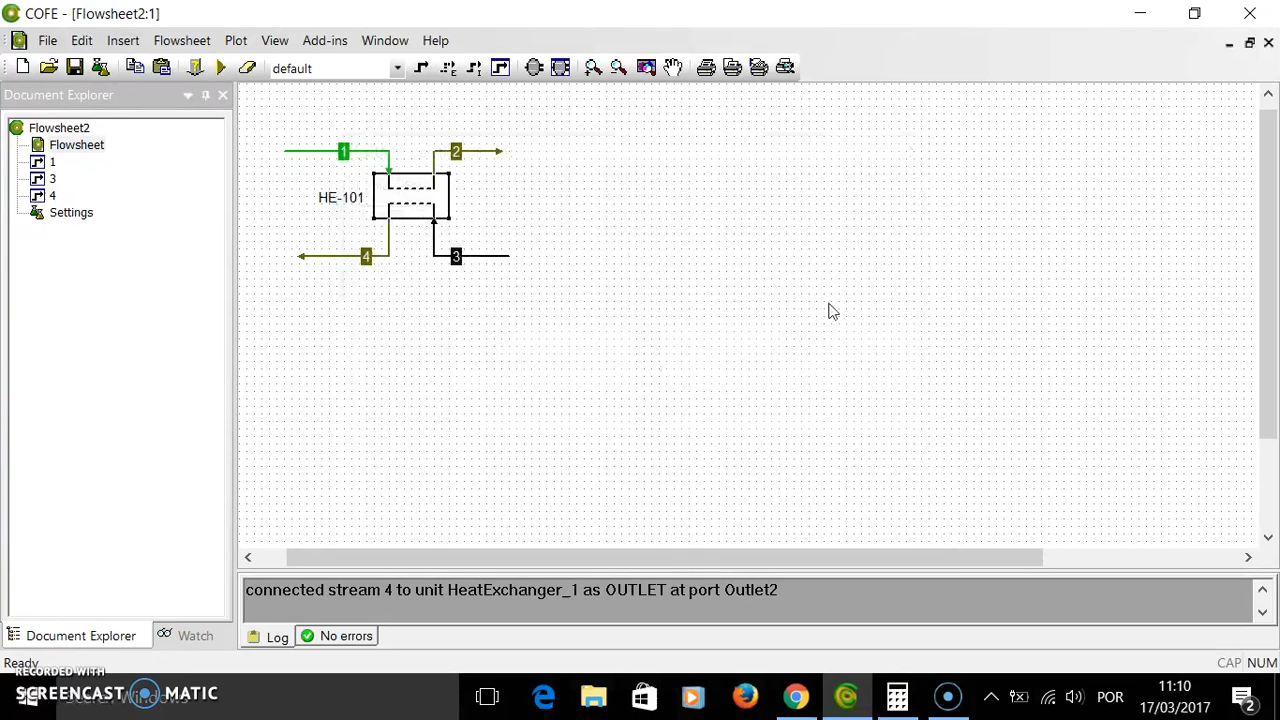 COFE - [Flowsheet2:1]
File Edit Insert Flowsheet Plot View Add-ins Window Help
default
Document Explorer
Flowsheet2
Flowsheet
1
3
4
Settings
1
2
HE-101
4
3
connected stream 4 to unit HeatExchanger_1 as OUTLET at port Outlet2
Document Explorer
Watch
Log
No errors
Ready
CAP NUM
RECORDED WITH
SCREENCAST MATIC
Search Windows
POR
11:10
17/03/2017
2